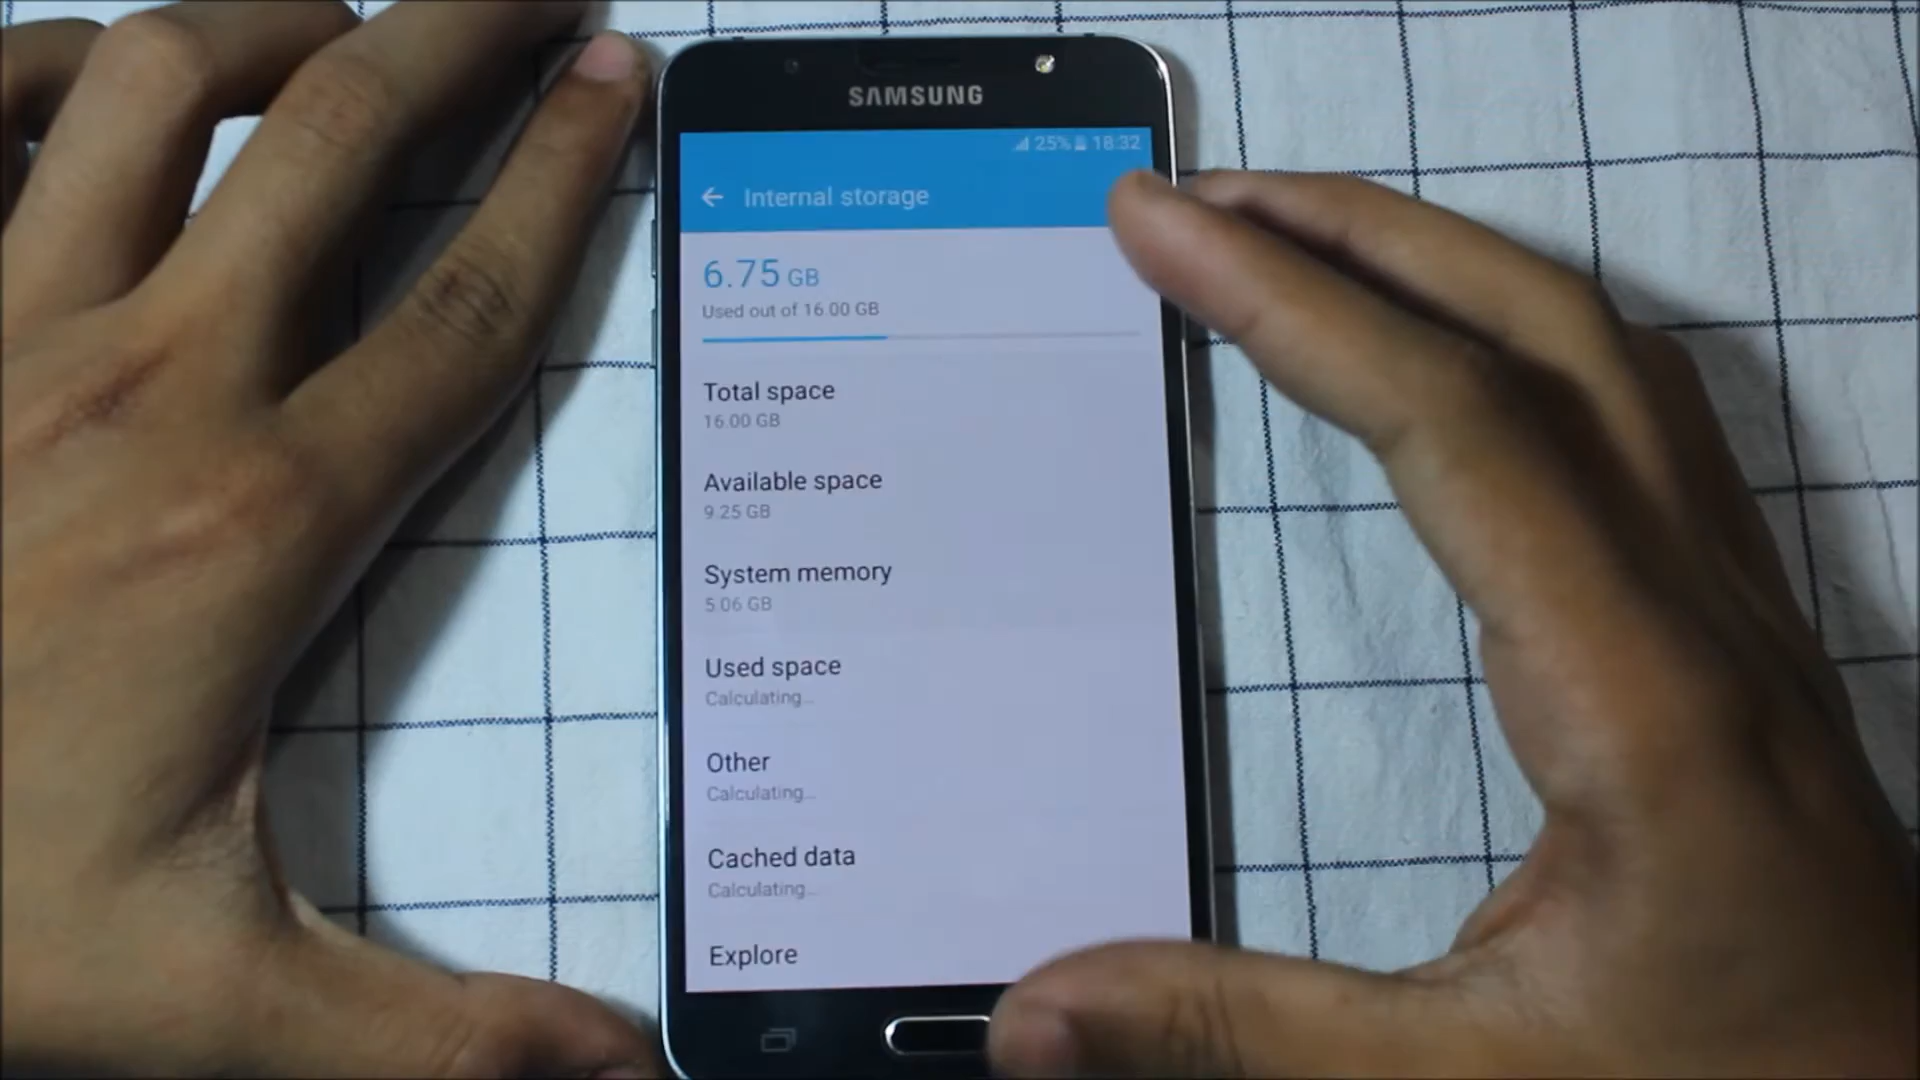 SAMSUNG
25% 18:32
Internal storage
6.75 GB
Used out of 16.00 GB
Total space
16.00 GB
Available space
9.25 GB
System memory
5.06 GB
Used space
Calculating...
Other
Calculating...
Cached data
Calculating...
Explore